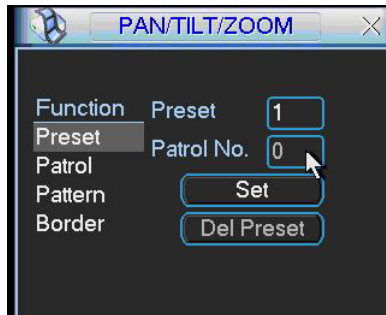 PAN/TILT/ZOOM
Function
Preset
Patrol
Pattern
Border
Preset 1
Patrol No. 0
Set
Del Preset